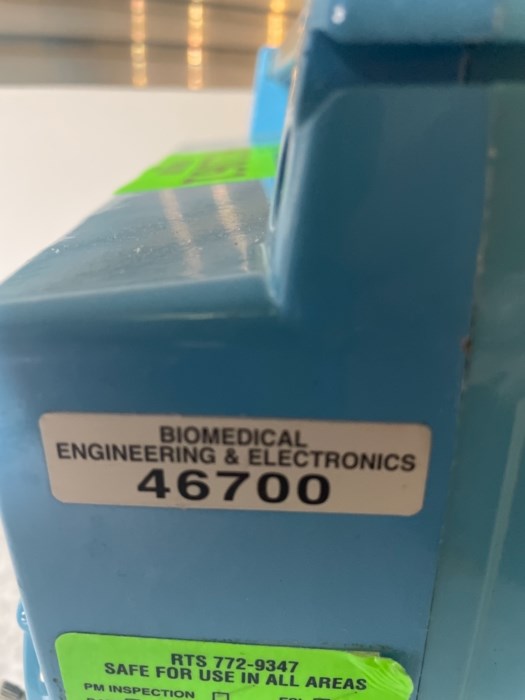 BIOMEDICAL
ENGINEERING & ELECTRONICS
46700
RTS 772-9347
SAFE FOR USE IN ALL AREAS
PM INSPECTION